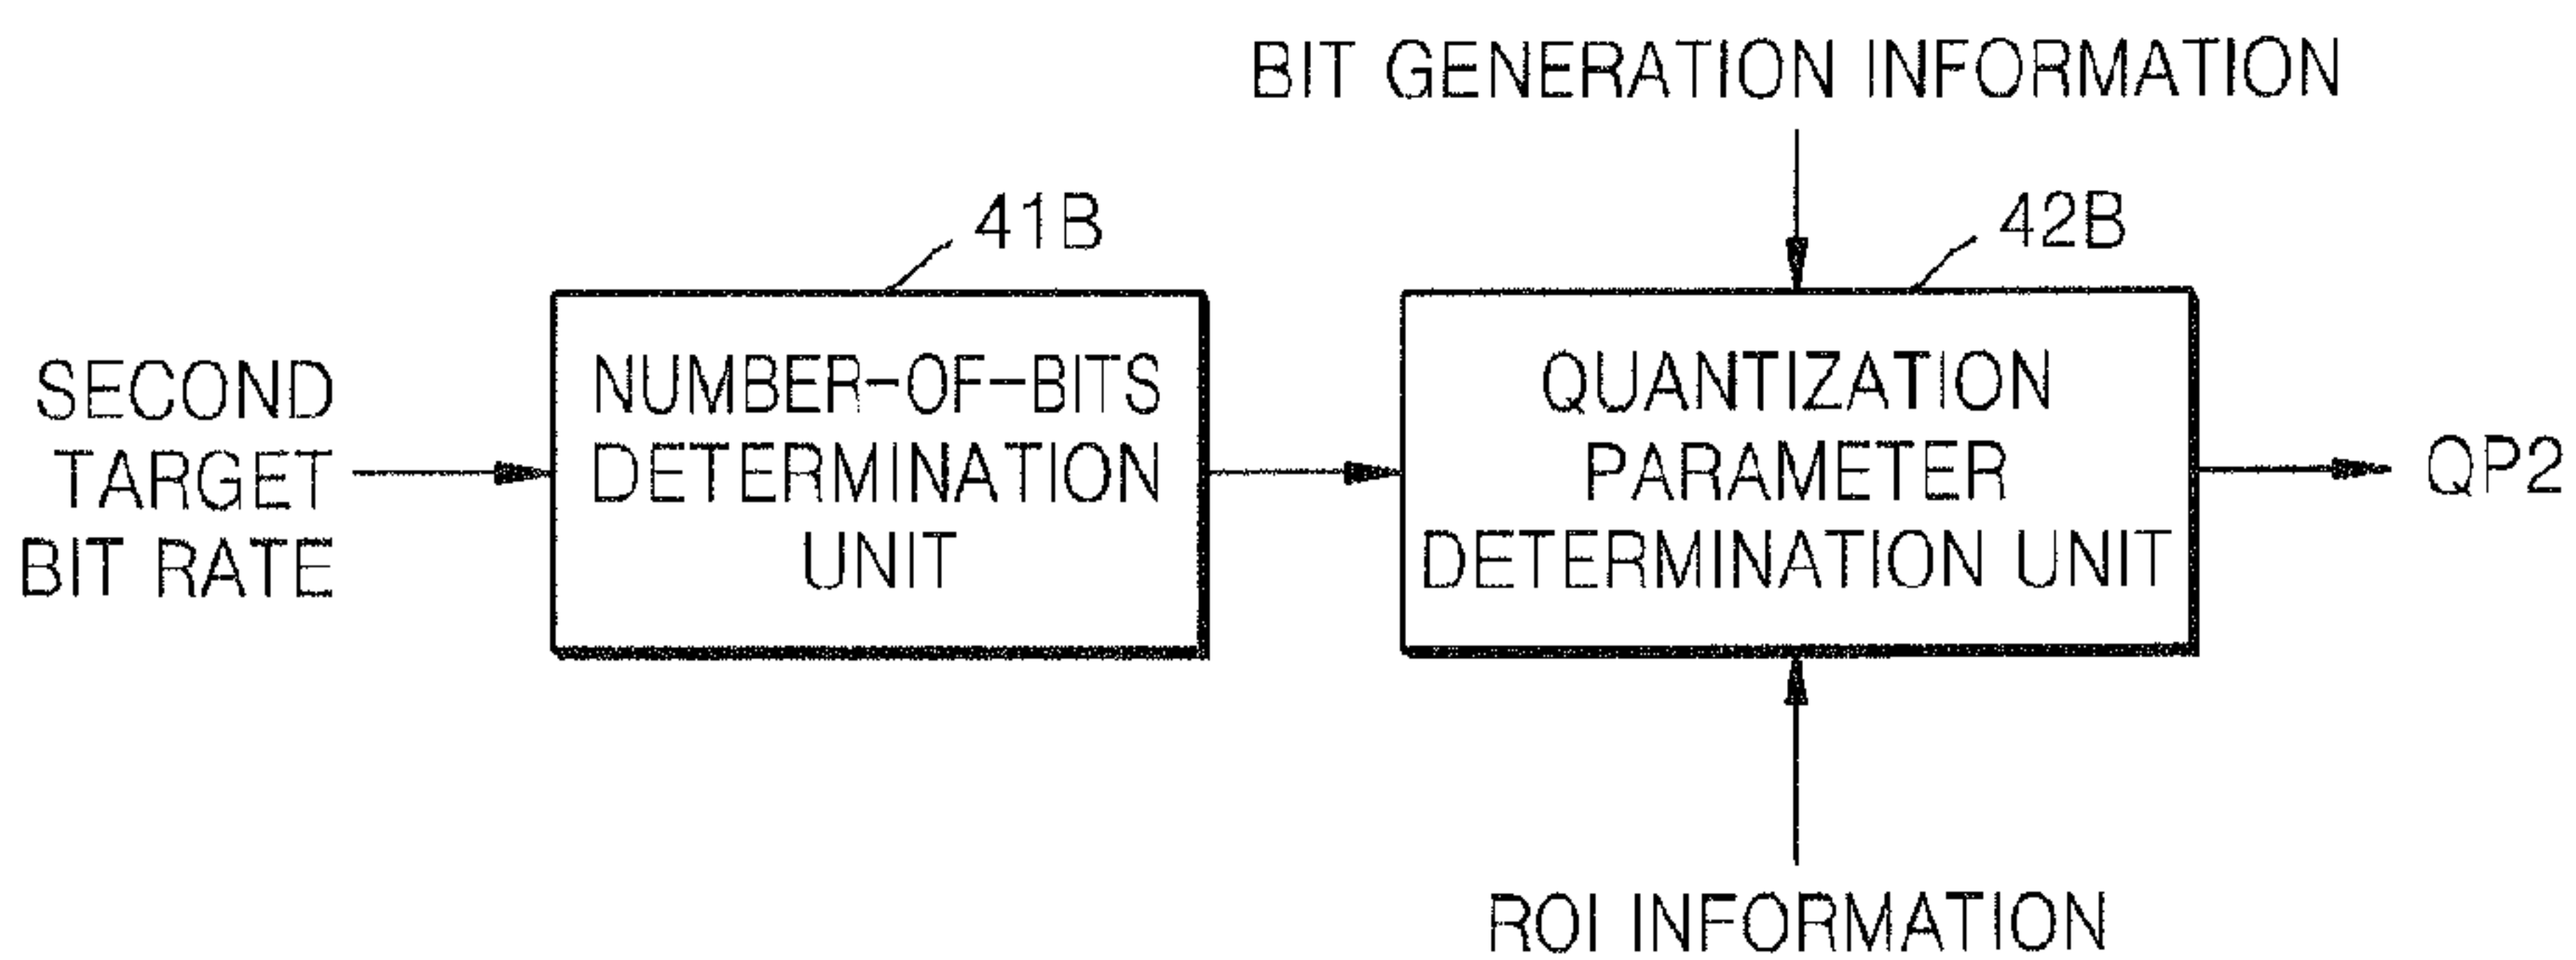 BIT GENERATION INFORMATION
41B
42B
SECOND
TARGET
BIT RATE
NUMBER-OF-BITS
DETERMINATION
UNIT
QUANTIZATION
PARAMETER
DETERMINATION UNIT
QP2
ROI INFORMATION